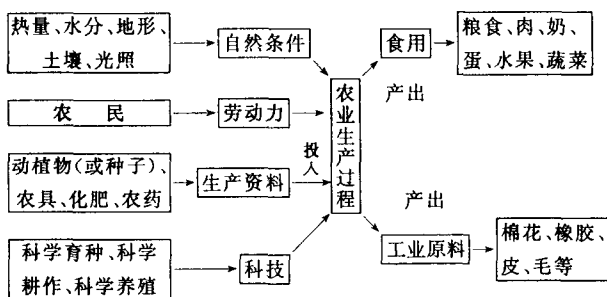 热量、水分、地形、
土壤、光照
自然条件
食用
粮食、肉、奶、
蛋、水果、蔬菜
农 民
劳动力
农业生产过程
产出
动植物(或种子)、
农具、化肥、农药
生产资料
投入
产出
科学育种、科学
耕作、科学养殖
科技
工业原料
棉花、橡胶、
皮、毛等